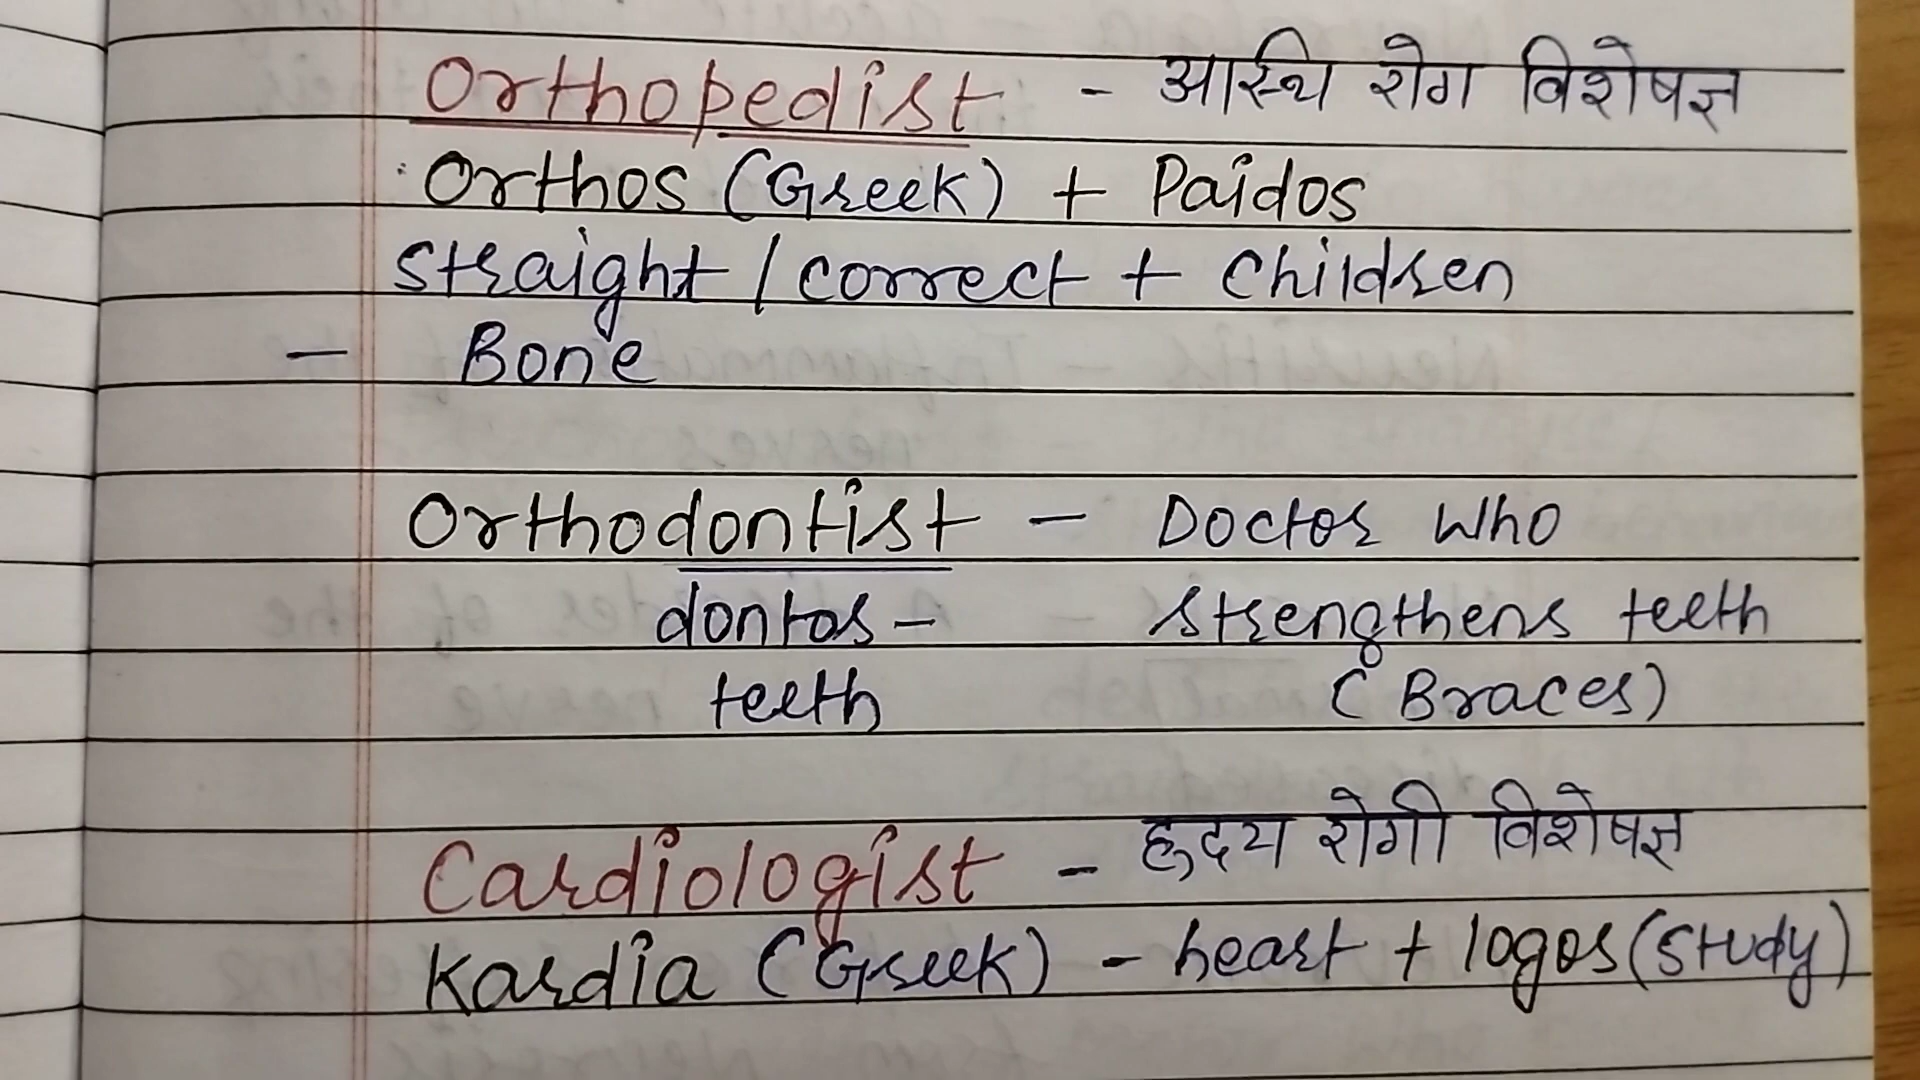 Orthopedist - अस्थि रोग विशेषज्ञ
Orthos (Greek) + Paidos
straight / correct + children
- Bone
Orthodontist - Doctor who
dontos - strengthens teeth
teeth (Braces)
Cardiologist - हृदय रोगी विशेषज्ञ
Kardia (Greek) - heart + logos (study)